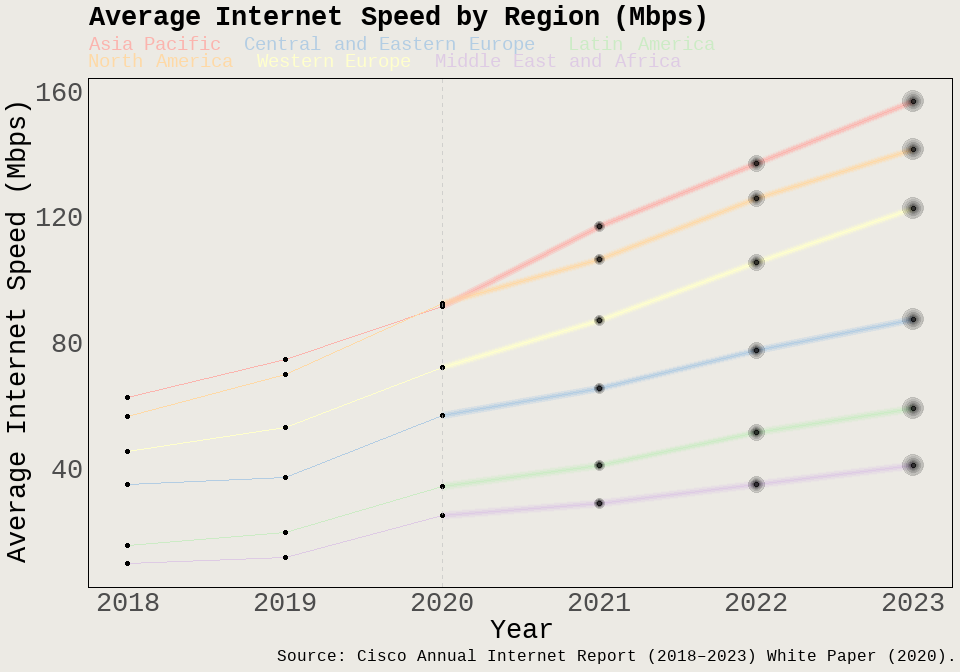 Average Internet Speed by Region (Mbps)
Asia Pacific Central and Eastern Europe Latin America
North America Western Europe Middle East and Africa
160
120
80
40
Average Internet Speed (Mbps)
2018 2019 2020 2021 2022 2023
Year
Source: Cisco Annual Internet Report (2018–2023) White Paper (2020).